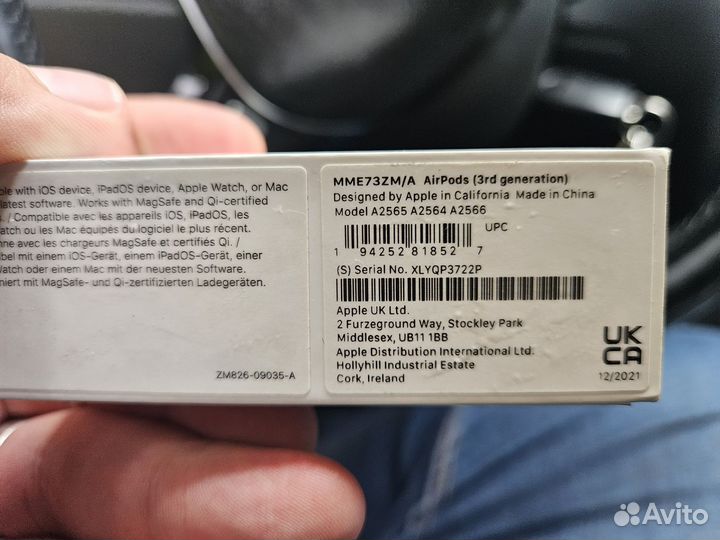 ble with iOS device, iPadOS device, Apple Watch, or Mac
latest software. Works with MagSafe and Qi-certified
s. / Compatible avec les appareils iOS, iPadOS, les
Watch ou les Mac équipés du logiciel le plus récent.
nne avec les chargeurs MagSafe et certifiés Qi. /
bel mit einem iOS-Gerät, einem iPadOS-Gerät, einer
Watch oder einem Mac mit der neuesten Software.
niert mit MagSafe- und Qi-zertifizierten Ladegeräten.
ZM826-09035-A
MME73ZM/A AirPods (3rd generation)
Designed by Apple in California Made in China
Model A2565 A2564 A2566
UPC
1 94252 81852 7
(S) Serial No. XLYQP3722P
Apple UK Ltd.
2 Furzeground Way, Stockley Park
Middlesex, UB11 1BB
Apple Distribution International Ltd.
Hollyhill Industrial Estate
Cork, Ireland
UK
CA
12/2021
Avito